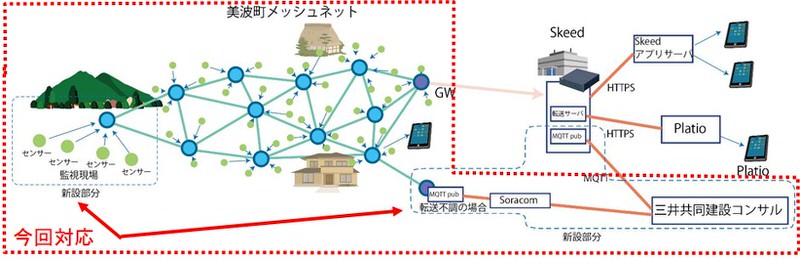 美波町メッシュネット
Skeed
Skeed
アプリサーバ
HTTPS
GW
転送サーバ
HTTPS
Platio
MQTT pub
Platio
センサー
センサー
センサー
センサー
監視現場
新設部分
MQTT
MQTT pub
転送不調の場合
Soracom
三井共同建設コンサル
新設部分
今回対応